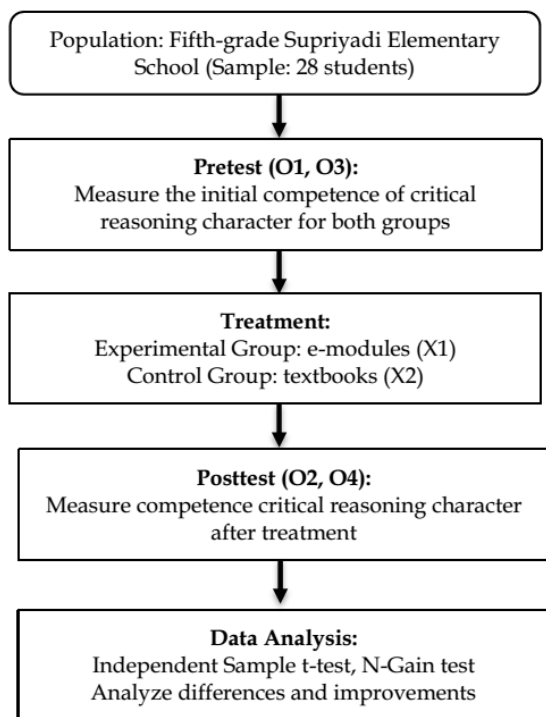 Population: Fifth-grade Supriyadi Elementary
School (Sample: 28 students)
Pretest (O1, O3):
Measure the initial competence of critical
reasoning character for both groups
Treatment:
Experimental Group: e-modules (X1)
Control Group: textbooks (X2)
Posttest (O2, O4):
Measure competence critical reasoning character
after treatment
Data Analysis:
Independent Sample t-test, N-Gain test
Analyze differences and improvements